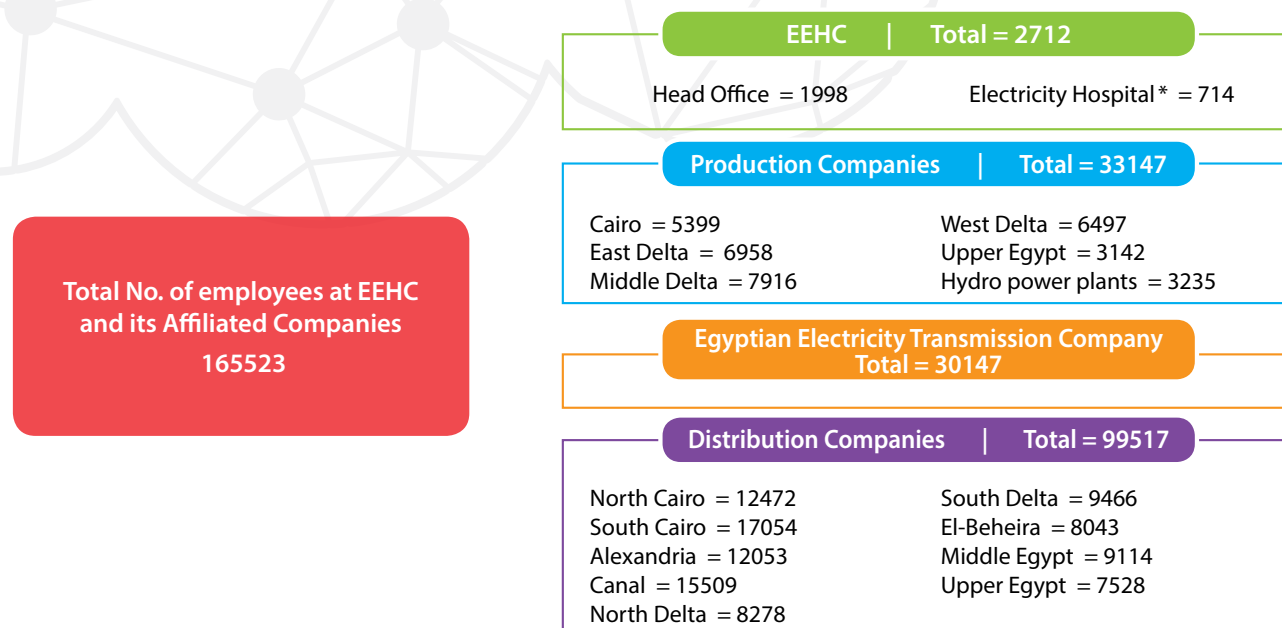 Total No. of employees at EEHC
and its Affiliated Companies
165523
EEHC | Total = 2712
Head Office = 1998
Electricity Hospital* = 714
Production Companies | Total = 33147
Cairo = 5399
East Delta = 6958
Middle Delta = 7916
West Delta = 6497
Upper Egypt = 3142
Hydro power plants = 3235
Egyptian Electricity Transmission Company
Total = 30147
Distribution Companies | Total = 99517
North Cairo = 12472
South Cairo = 17054
Alexandria = 12053
Canal = 15509
North Delta = 8278
South Delta = 9466
El-Beheira = 8043
Middle Egypt = 9114
Upper Egypt = 7528